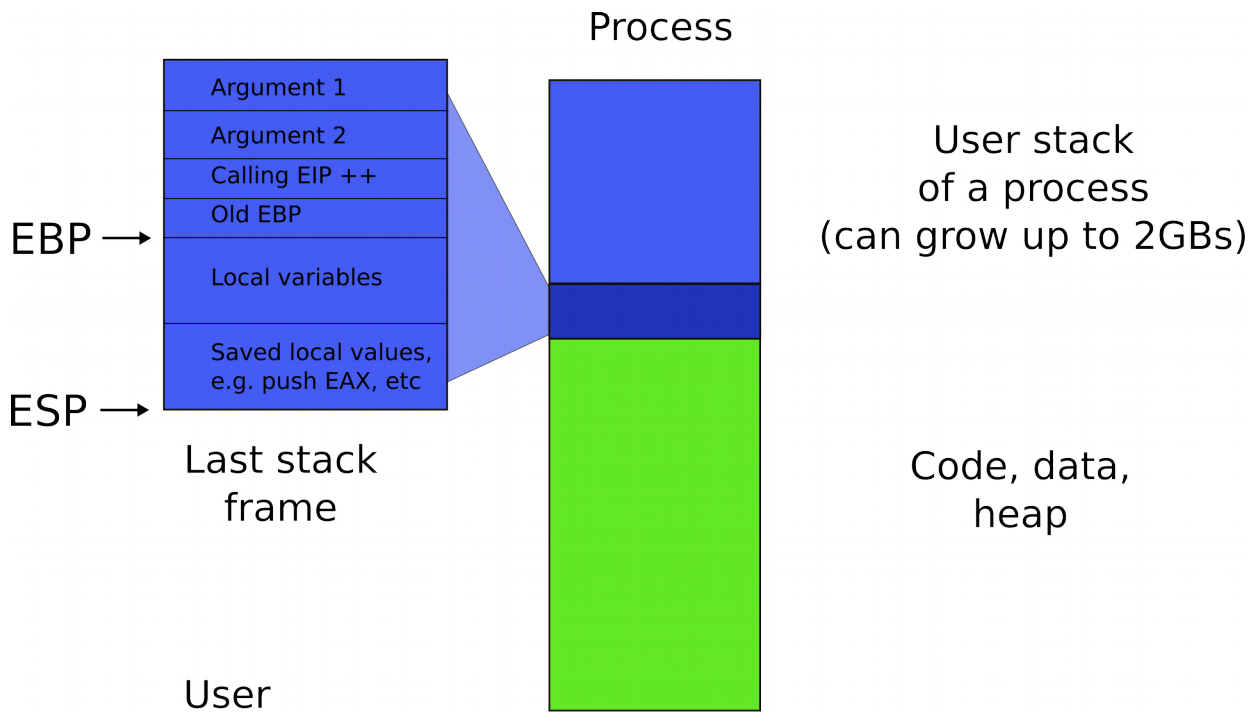 Process
Argument 1
Argument 2
Calling EIP ++
Old EBP
EBP
Local variables
Saved local values,
e.g. push EAX, etc
ESP
Last stack
frame
User stack
of a process
(can grow up to 2GBs)
Code, data,
heap
User